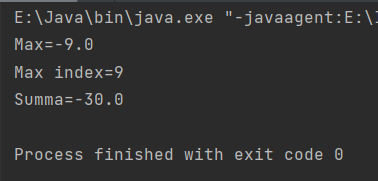 E:\Java\bin\java.exe "-javaagent:E:\
Max=-9.0
Max index=9
Summa=-30.0
Process finished with exit code 0